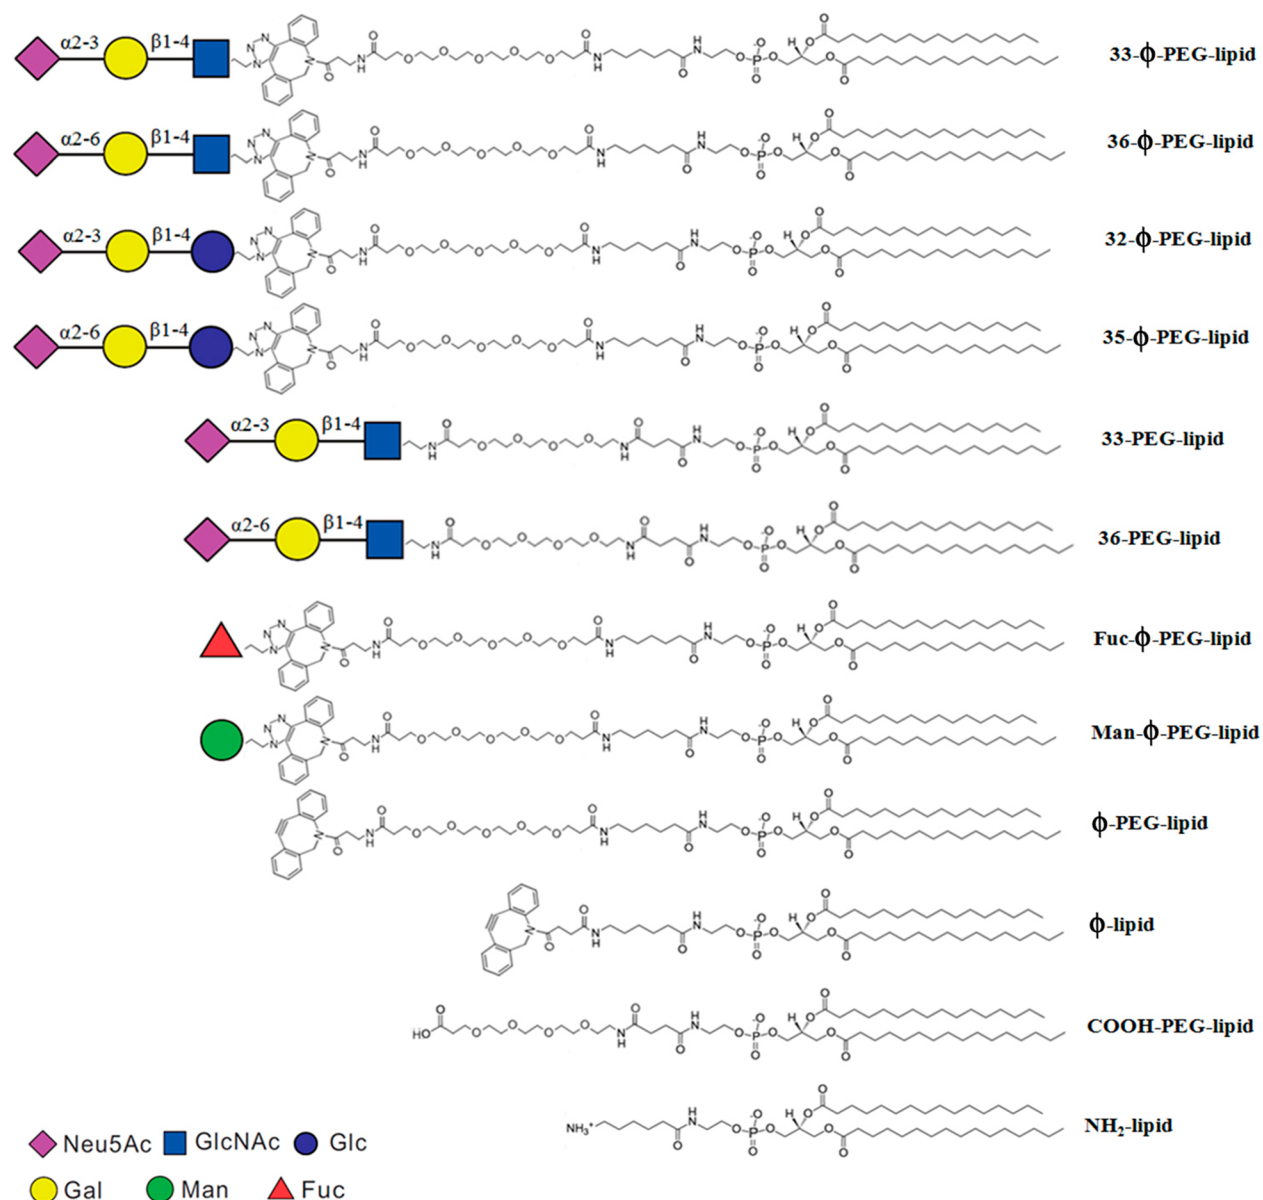 α2-3 β1-4 33-ϕ-PEG-lipid
α2-6 β1-4 36-ϕ-PEG-lipid
α2-3 β1-4 32-ϕ-PEG-lipid
α2-6 β1-4 35-ϕ-PEG-lipid
α2-3 β1-4 33-PEG-lipid
α2-6 β1-4 36-PEG-lipid
Fuc-ϕ-PEG-lipid
Man-ϕ-PEG-lipid
ϕ-PEG-lipid
ϕ-lipid
HO COOH-PEG-lipid
NH₃⁺ NH₂-lipid
Neu5Ac GlcNAc Glc
Gal Man Fuc